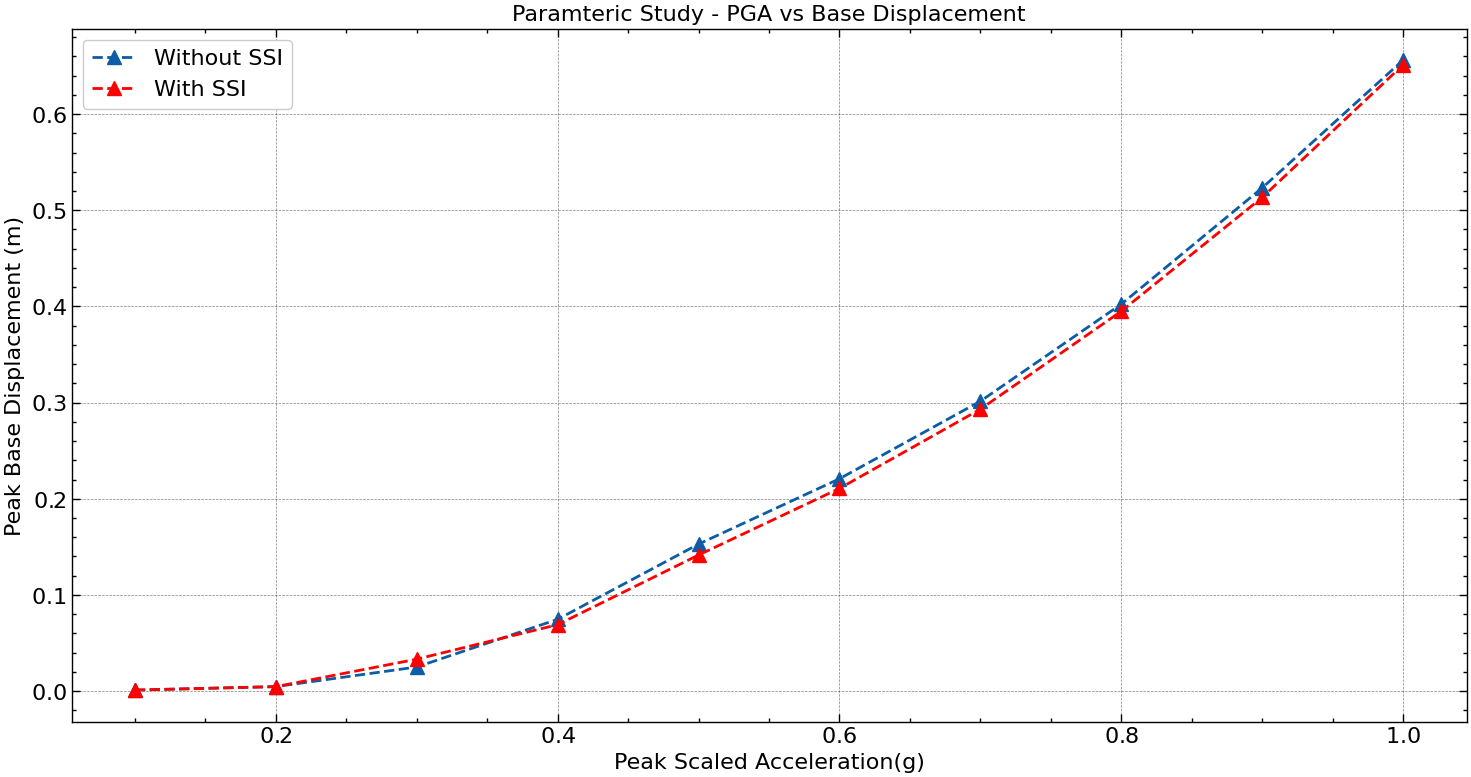 Paramteric Study - PGA vs Base Displacement
Without SSI
With SSI
Peak Base Displacement (m)
0.6
0.5
0.4
0.3
0.2
0.1
0.0
0.2
0.4
0.6
0.8
1.0
Peak Scaled Acceleration(g)